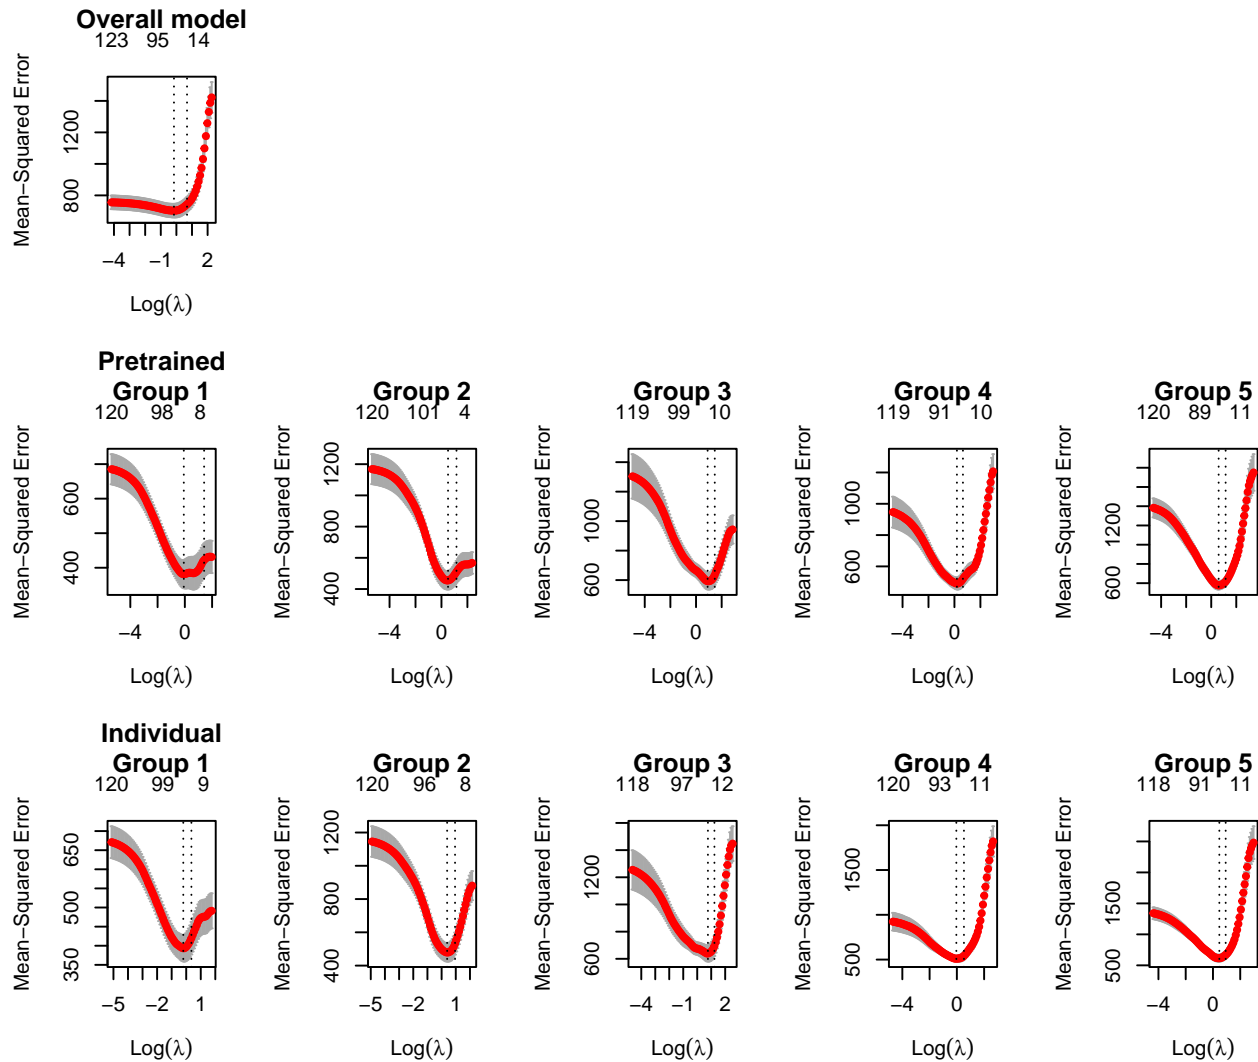 Overall model
123 95 14
Mean−Squared Error
800 1200
−4 −1 2
Log(λ)
Pretrained
Group 1 Group 2 Group 3 Group 4 Group 5
120 98 8 120 101 4 119 99 10 119 91 10 120 89 11
Mean−Squared Error Mean−Squared Error Mean−Squared Error Mean−Squared Error Mean−Squared Error
400 600 400 800 1200 600 1000 600 1000 600 1200
−4 0 −4 0 −4 0 −4 0 −4 0
Log(λ) Log(λ) Log(λ) Log(λ) Log(λ)
Individual
Group 1 Group 2 Group 3 Group 4 Group 5
120 99 9 120 96 8 118 97 12 120 93 11 118 91 11
Mean−Squared Error Mean−Squared Error Mean−Squared Error Mean−Squared Error Mean−Squared Error
350 500 650 400 800 1200 600 1200 500 1500 500 1500
−5 −2 1 −5 −2 1 −4 −1 2 −4 0 −4 0
Log(λ) Log(λ) Log(λ) Log(λ) Log(λ)